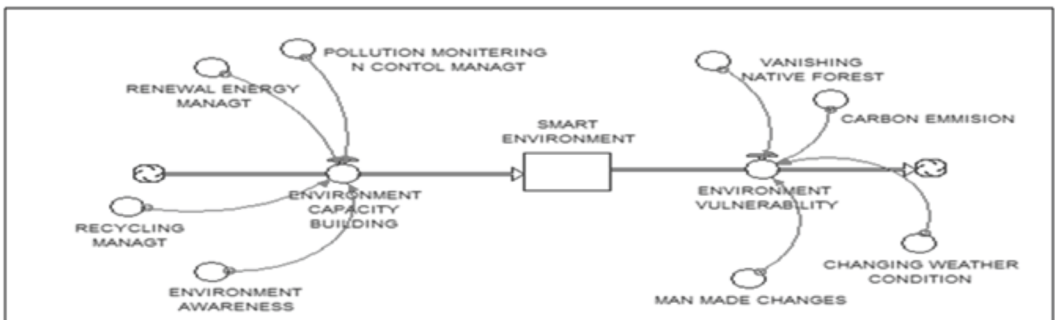 POLLUTION MONITERING
N CONTOL MANAGT
RENEWAL ENERGY
MANAGT
VANISHING
NATIVE FOREST
CARBON EMMISION
SMART
ENVIRONMENT
ENVIRONMENT
CAPACITY
BUILDING
ENVIRONMENT
VULNERABILITY
RECYCLING
MANAGT
ENVIRONMENT
AWARENESS
CHANGING WEATHER
CONDITION
MAN MADE CHANGES